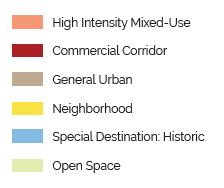 High Intensity Mixed-Use
Commercial Corridor
General Urban
Neighborhood
Special Destination: Historic
Open Space